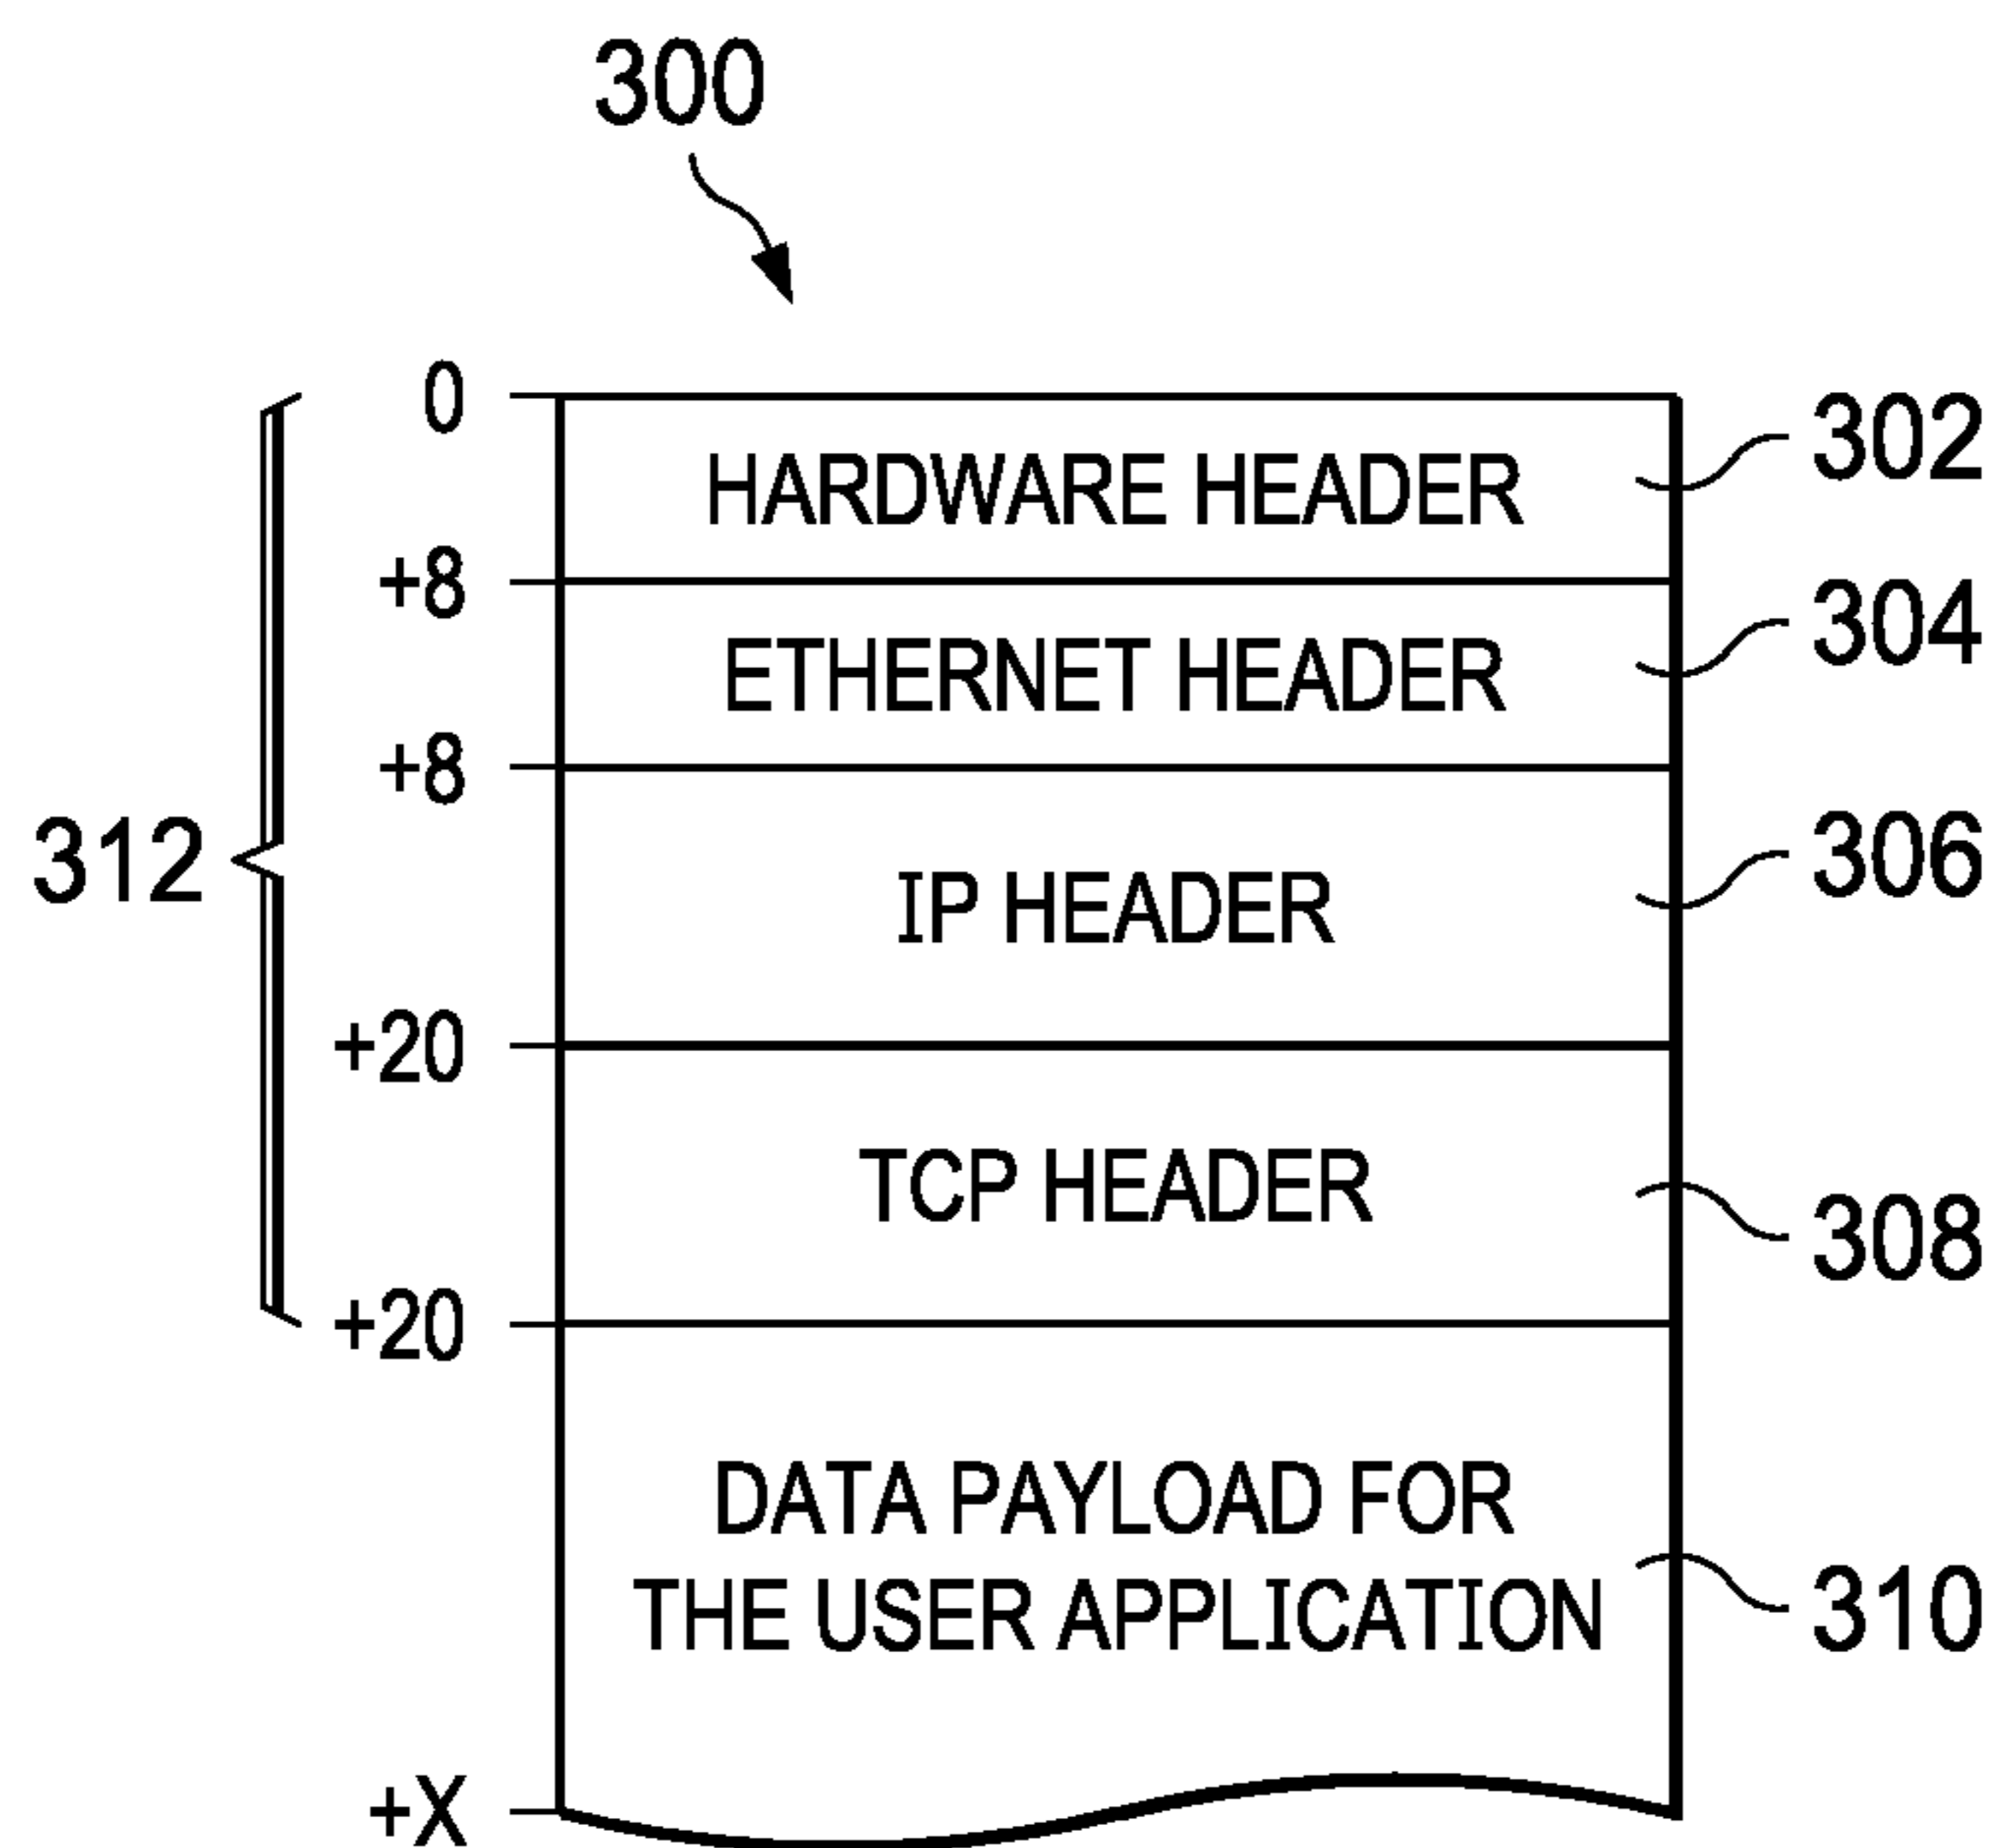 300
0
HARDWARE HEADER
302
+8
ETHERNET HEADER
304
+8
312
IP HEADER
306
+20
TCP HEADER
308
+20
DATA PAYLOAD FOR
THE USER APPLICATION
310
+X